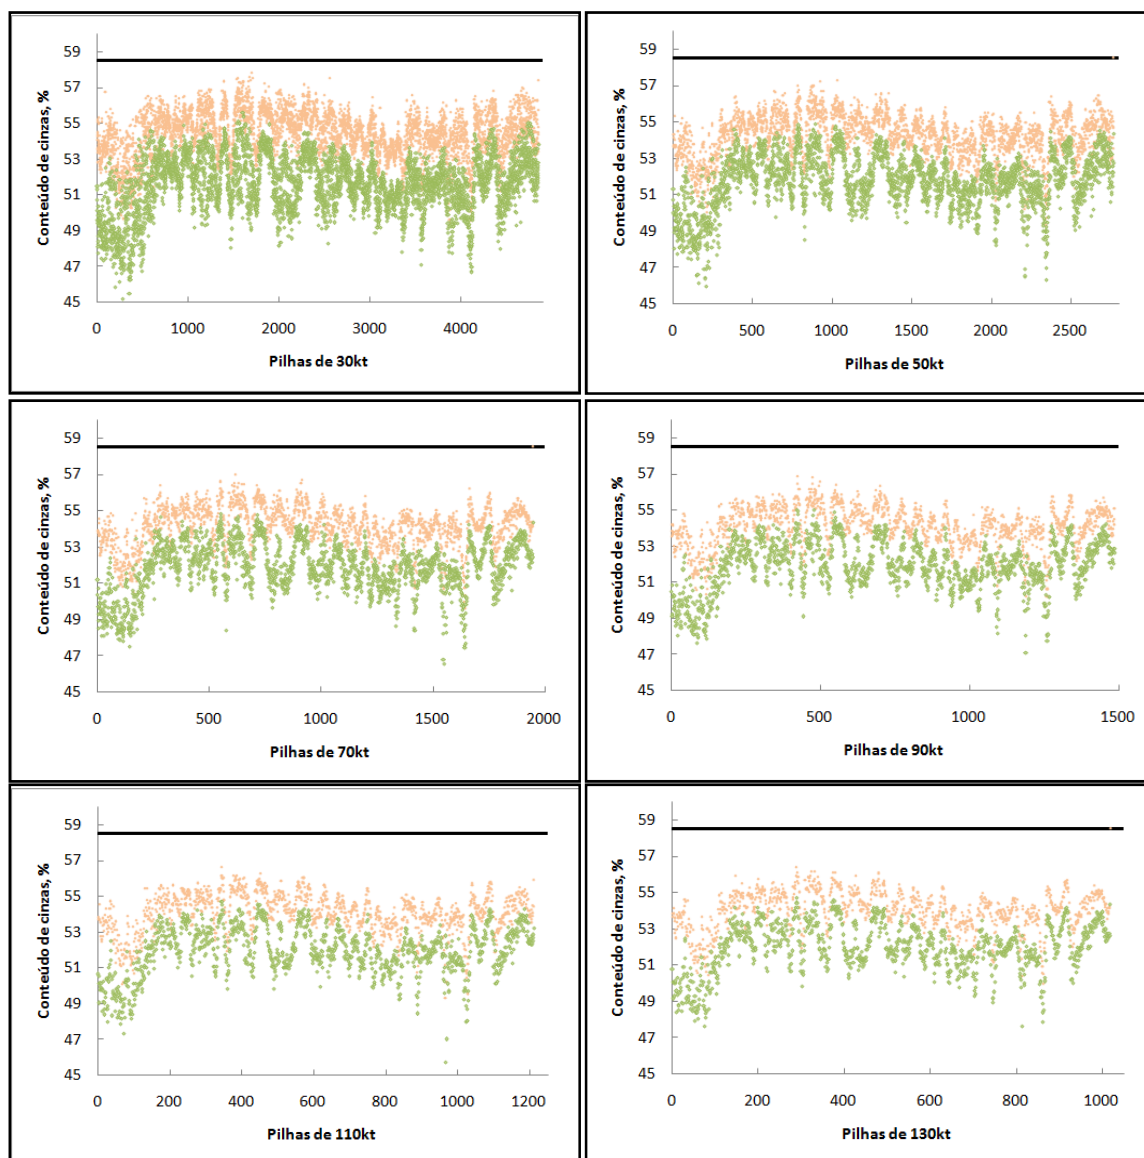 59
57
55
53
51
49
47
45
Conteúdo de cinzas, %
0 1000 2000 3000 4000
Pilhas de 30kt
59
57
55
53
51
49
47
45
Conteúdo de cinzas, %
0 500 1000 1500 2000 2500
Pilhas de 50kt
59
57
55
53
51
49
47
45
Conteúdo de cinzas, %
0 500 1000 1500 2000
Pilhas de 70kt
59
57
55
53
51
49
47
45
Conteúdo de cinzas, %
0 500 1000 1500
Pilhas de 90kt
59
57
55
53
51
49
47
45
Conteúdo de cinzas, %
0 200 400 600 800 1000 1200
Pilhas de 110kt
59
57
55
53
51
49
47
45
Conteúdo de cinzas, %
0 200 400 600 800 1000
Pilhas de 130kt